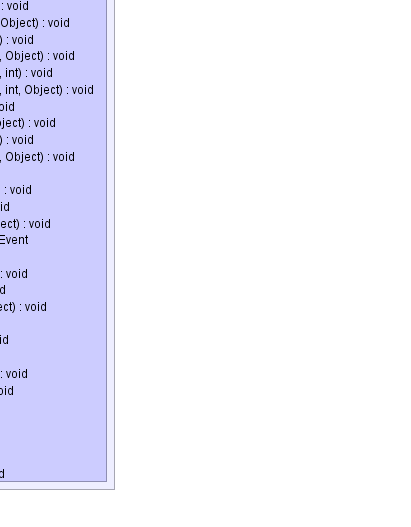 : void
Object) : void
) : void
, Object) : void
, int) : void
, int, Object) : void
oid
ject) : void
) : void
, Object) : void
: void
id
ect) : void
Event
: void
d
ect) : void
id
: void
oid
d